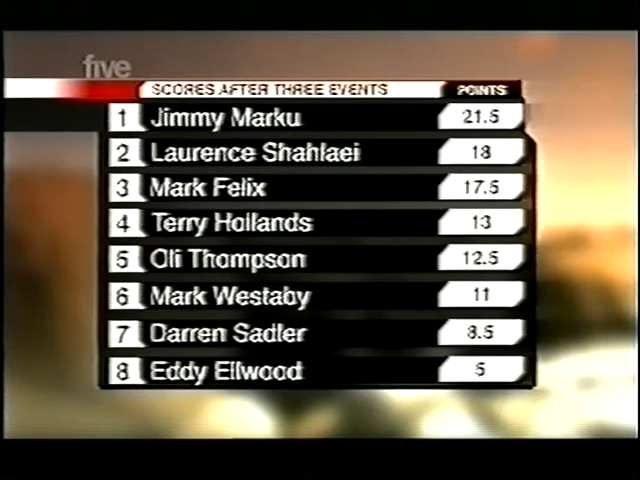 five
SCORES AFTER THREE EVENTS POINTS
1 Jimmy Marku 21.5
2 Laurence Shahlaei 18
3 Mark Felix 17.5
4 Terry Hollands 13
5 Oli Thompson 12.5
6 Mark Westaby 11
7 Darren Sadler 8.5
8 Eddy Ellwood 5